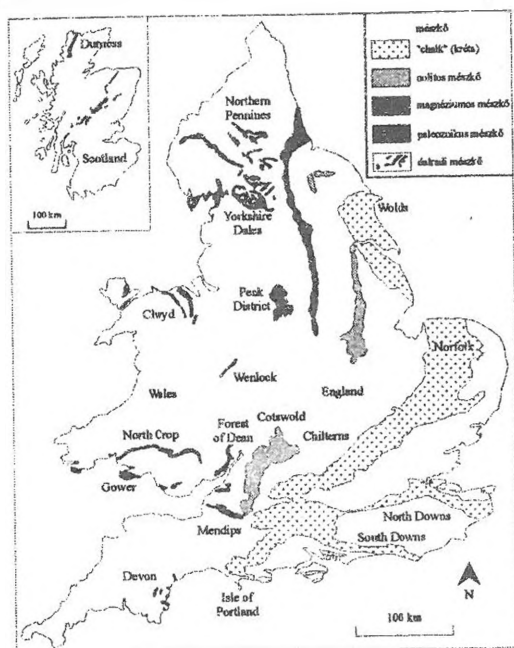 Durness
Scotland
100 km
mészkő
"chalk" (kréta)
oolitos mészkő
magnéziumos mészkő
paleozoikus mészkő
dalradi mészkő
Northern
Pennines
Yorkshire
Dales
Wolds
Peak
District
Clwyd
Norfolk
Wenlock
Wales
England
Cotswold
Forest
of Dean
North Crop
Chilterns
Gower
North Downs
Mendips
South Downs
Devon
Isle of
Portland
N
100 km